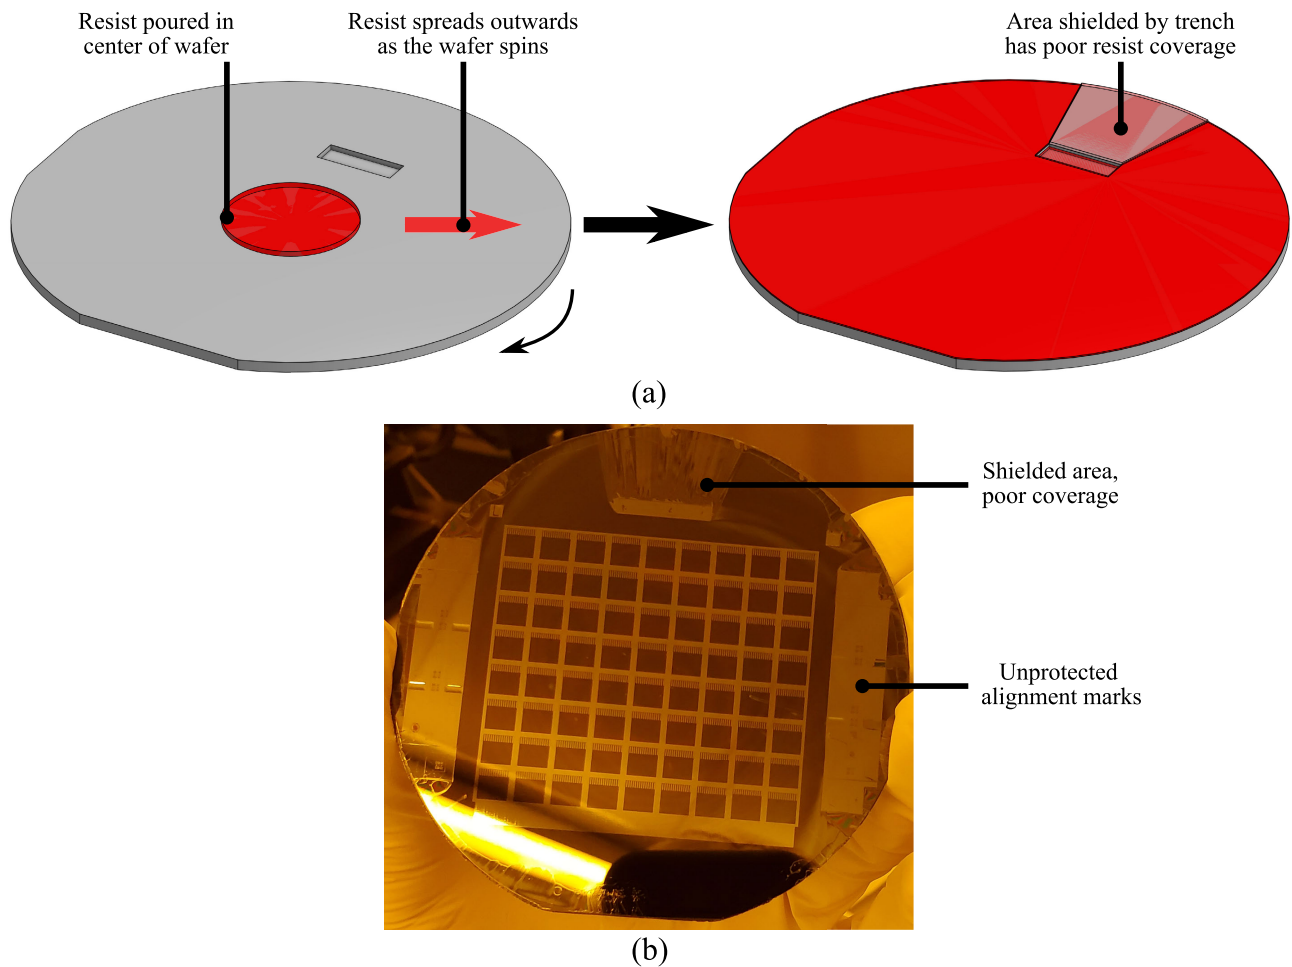 Resist poured in
center of wafer
Resist spreads outwards
as the wafer spins
Area shielded by trench
has poor resist coverage
(a)
Shielded area,
poor coverage
Unprotected
alignment marks
(b)